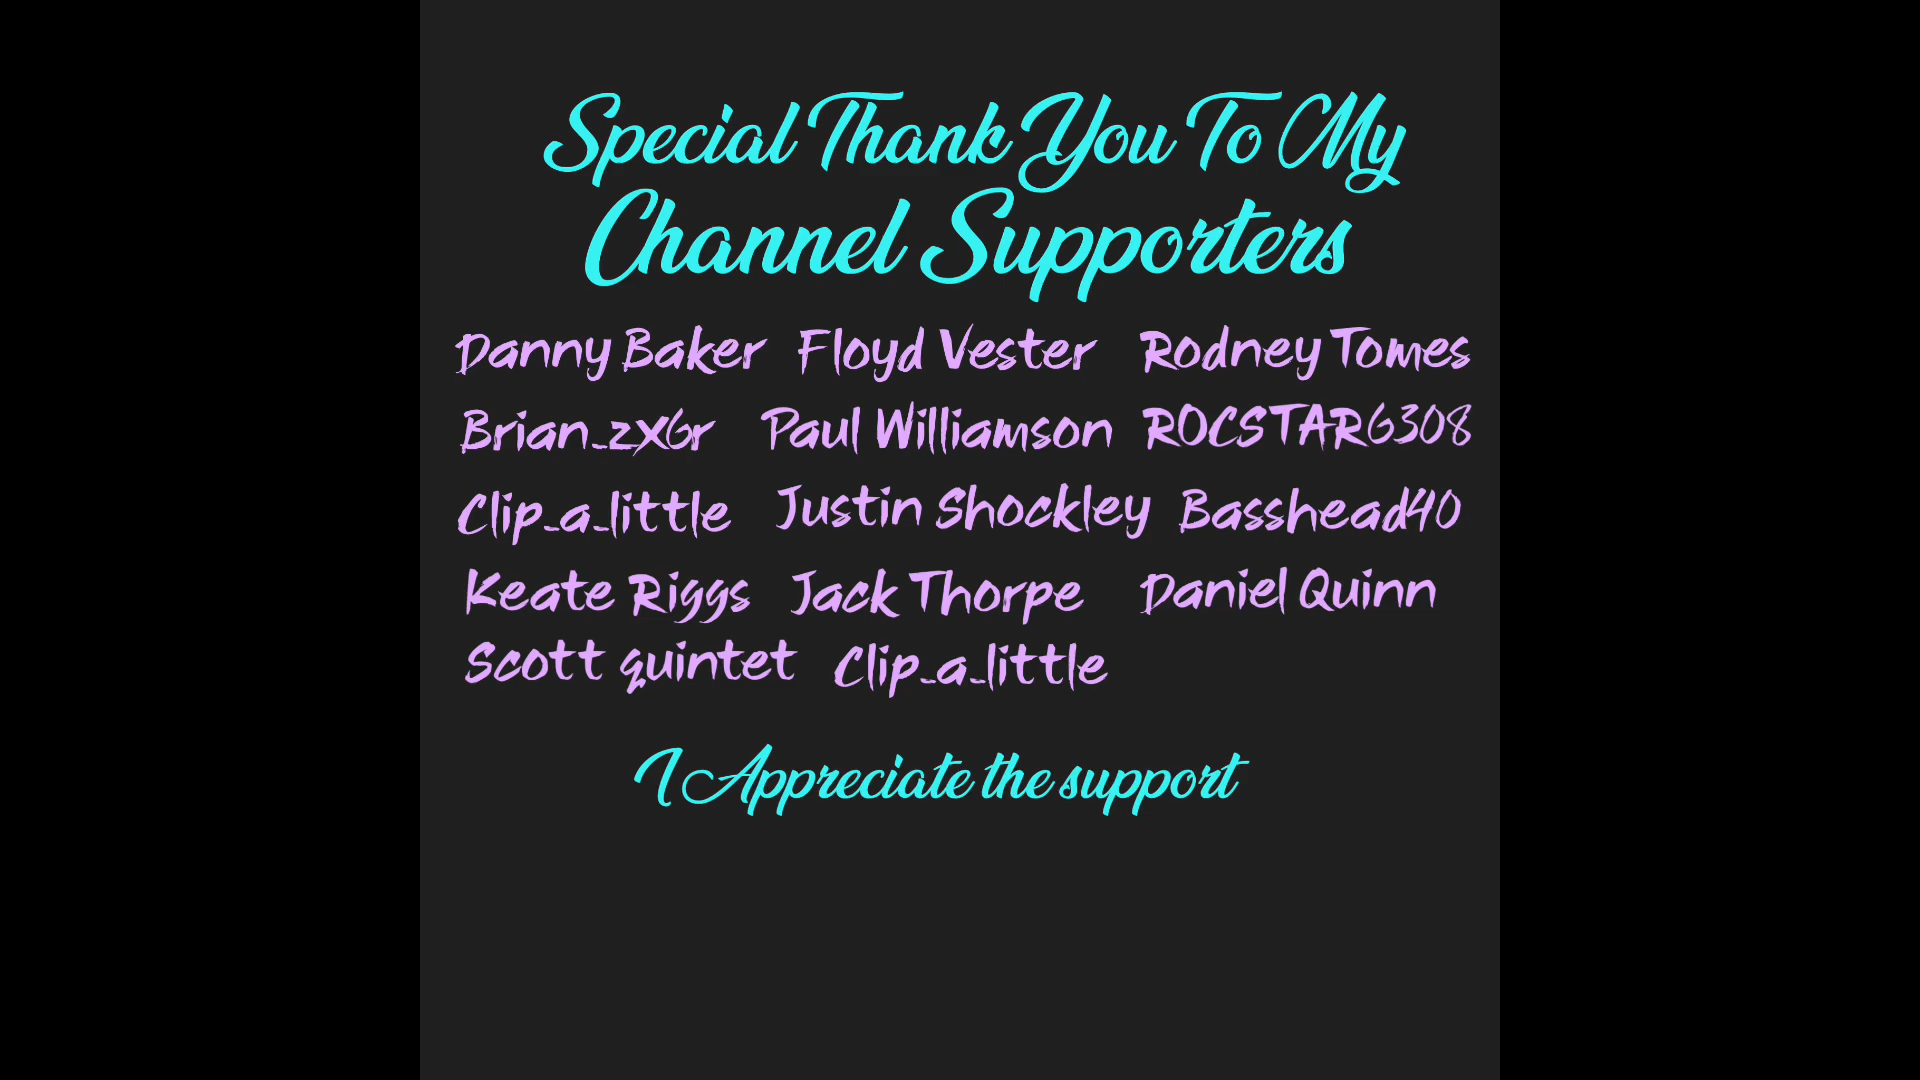 Special Thank You To My
Channel Supporters
Danny Baker Floyd Vester Rodney Tomes
Brian_zx6r Paul Williamson ROCSTAR6308
Clip_a_little Justin Shockley Basshead40
Keate Riggs Jack Thorpe Daniel Quinn
Scott quintet Clip_a_little
I Appreciate the support